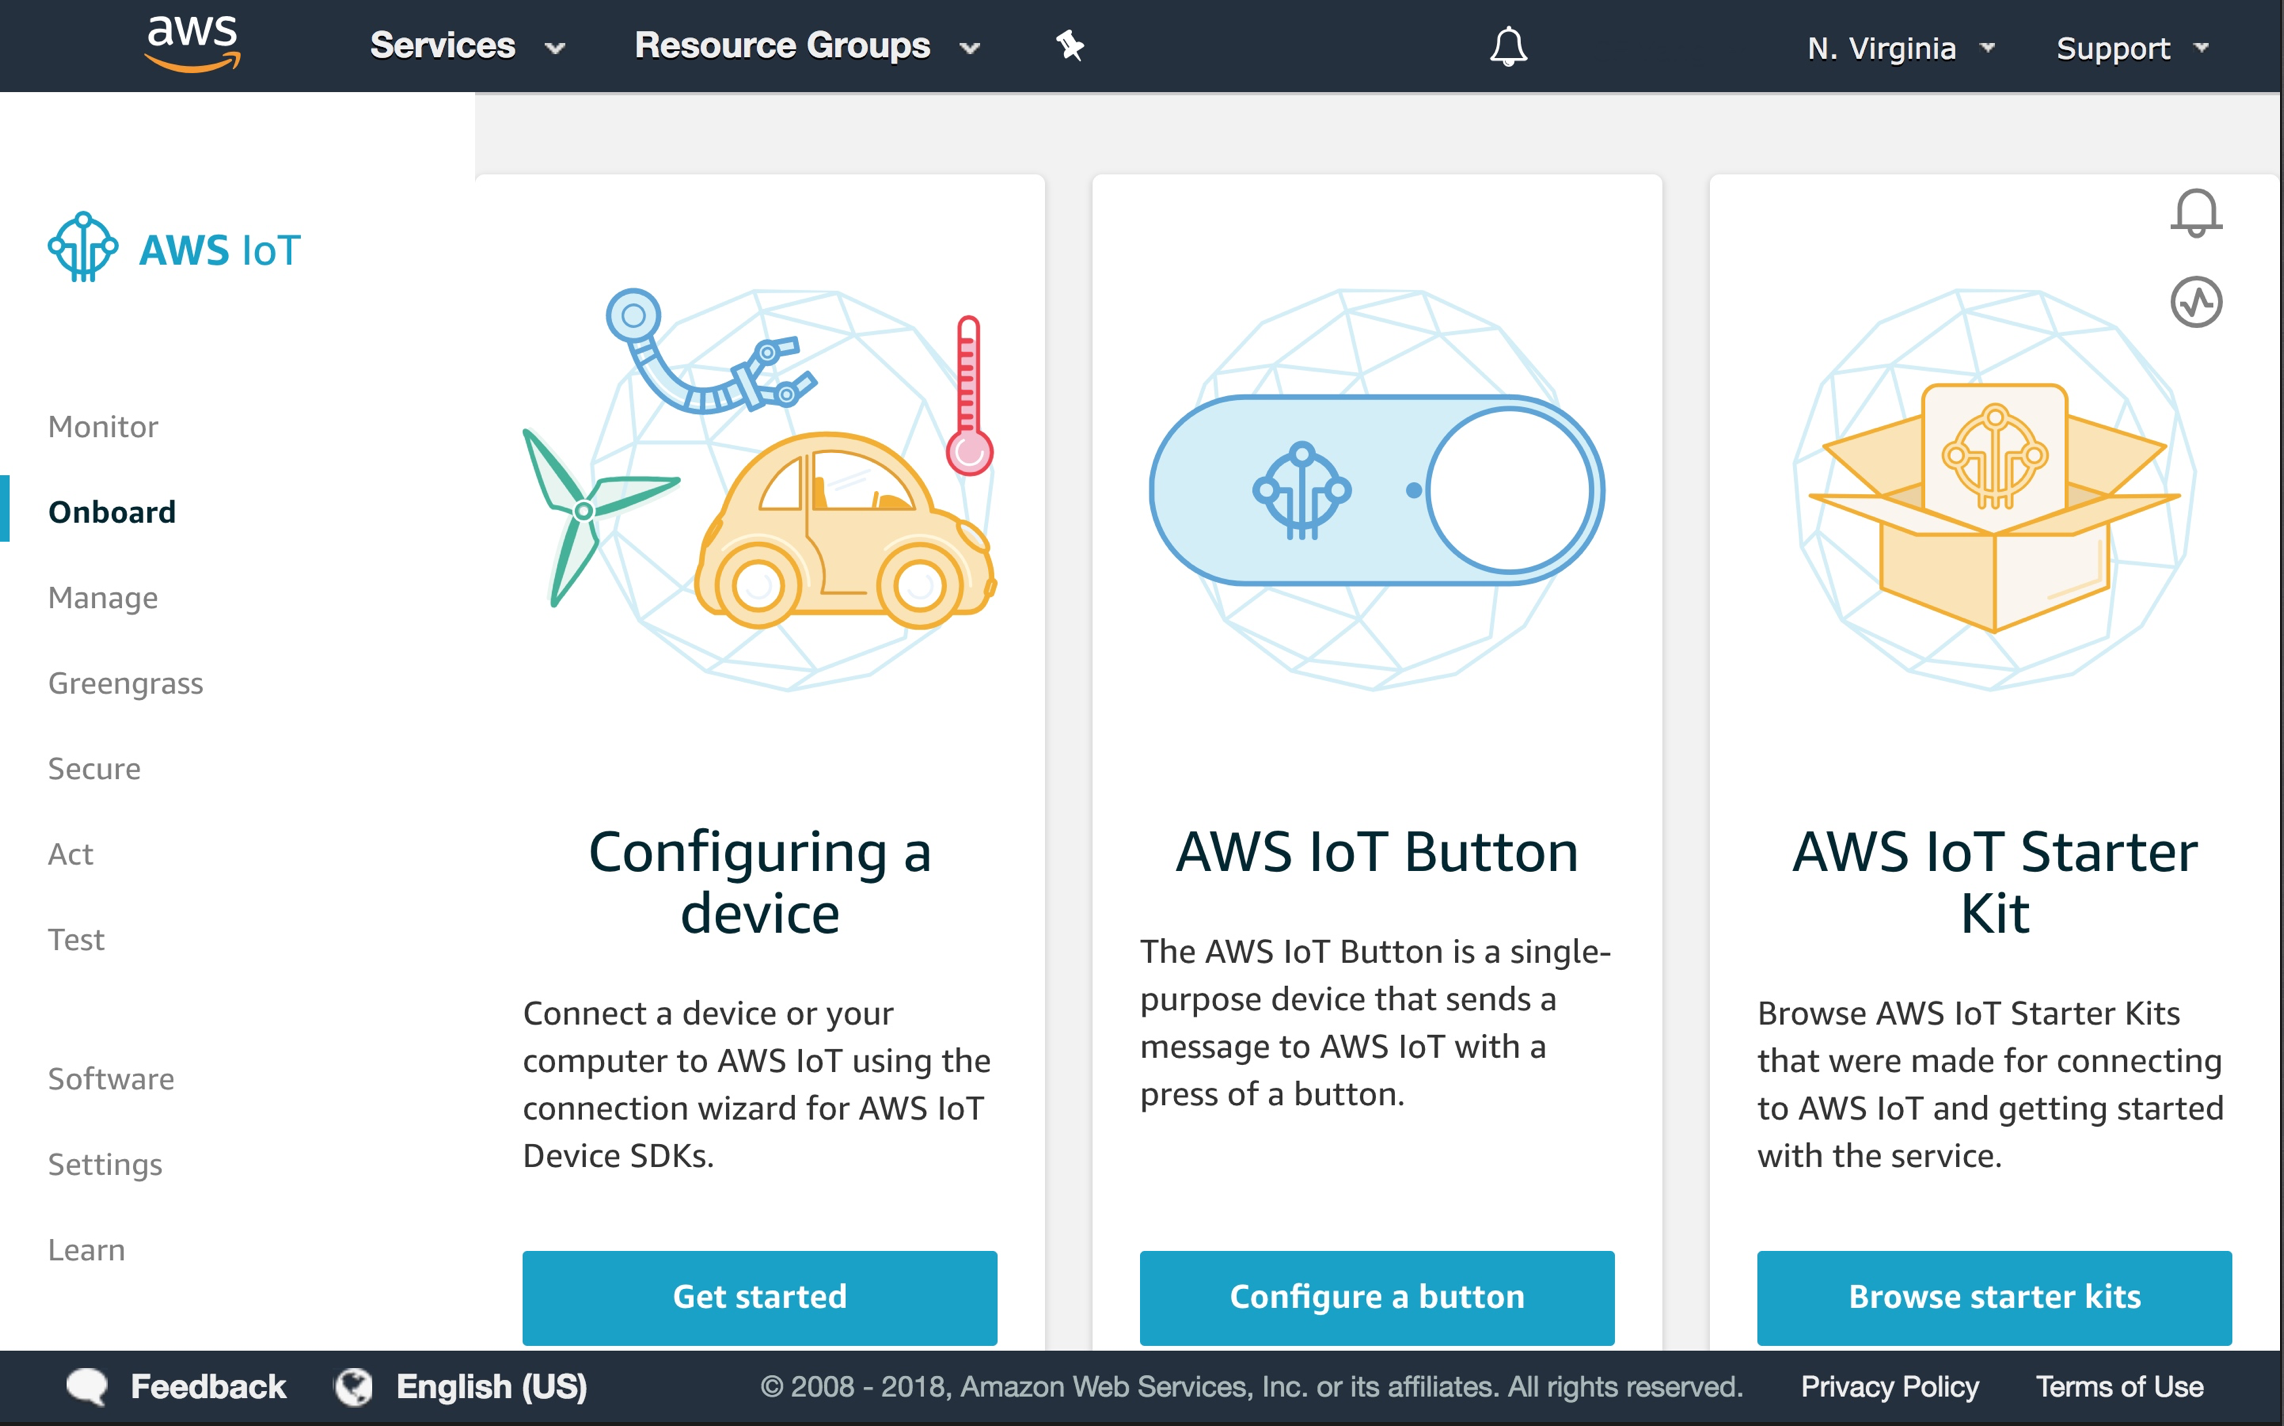 aws Services Resource Groups N. Virginia Support
AWS IoT
Monitor
Onboard
Manage
Greengrass
Secure
Act
Test
Software
Settings
Learn
Configuring a
device
Connect a device or your
computer to AWS IoT using the
connection wizard for AWS IoT
Device SDKs.
Get started
AWS IoT Button
The AWS IoT Button is a single-
purpose device that sends a
message to AWS IoT with a
press of a button.
Configure a button
AWS IoT Starter
Kit
Browse AWS IoT Starter Kits
that were made for connecting
to AWS IoT and getting started
with the service.
Browse starter kits
Feedback English (US) © 2008 - 2018, Amazon Web Services, Inc. or its affiliates. All rights reserved. Privacy Policy Terms of Use